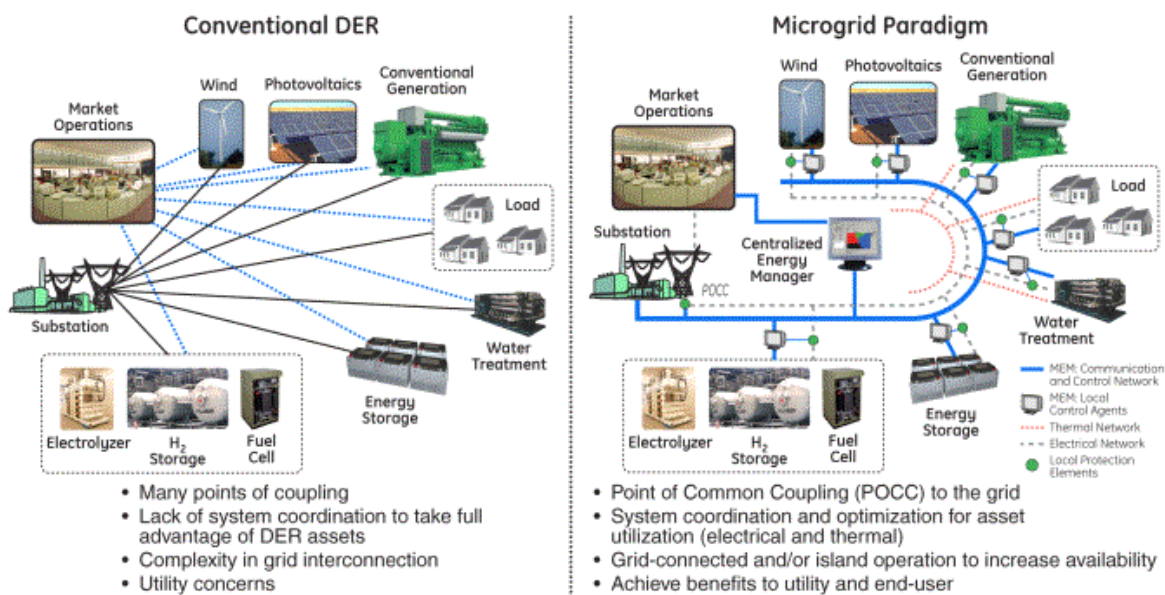 Conventional DER
Wind
Photovoltaics
Conventional
Generation
Market
Operations
Load
Substation
Water
Treatment
Energy
Storage
Electrolyzer
H2
Storage
Fuel
Cell
• Many points of coupling
• Lack of system coordination to take full
advantage of DER assets
• Complexity in grid interconnection
• Utility concerns
Microgrid Paradigm
Wind
Photovoltaics
Conventional
Generation
Market
Operations
Load
Substation
Centralized
Energy
Manager
POCC
Water
Treatment
Energy
Storage
Electrolyzer
H2
Storage
Fuel
Cell
MEM: Communication
and Control Network
MEM: Local
Control Agents
Thermal Network
Electrical Network
Local Protection
Elements
• Point of Common Coupling (POCC) to the grid
• System coordination and optimization for asset
utilization (electrical and thermal)
• Grid-connected and/or island operation to increase availability
• Achieve benefits to utility and end-user